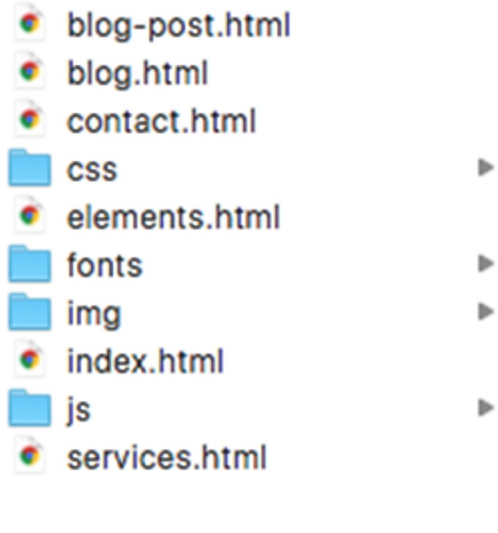 blog-post.html
blog.html
contact.html
css
elements.html
fonts
img
index.html
js
services.html